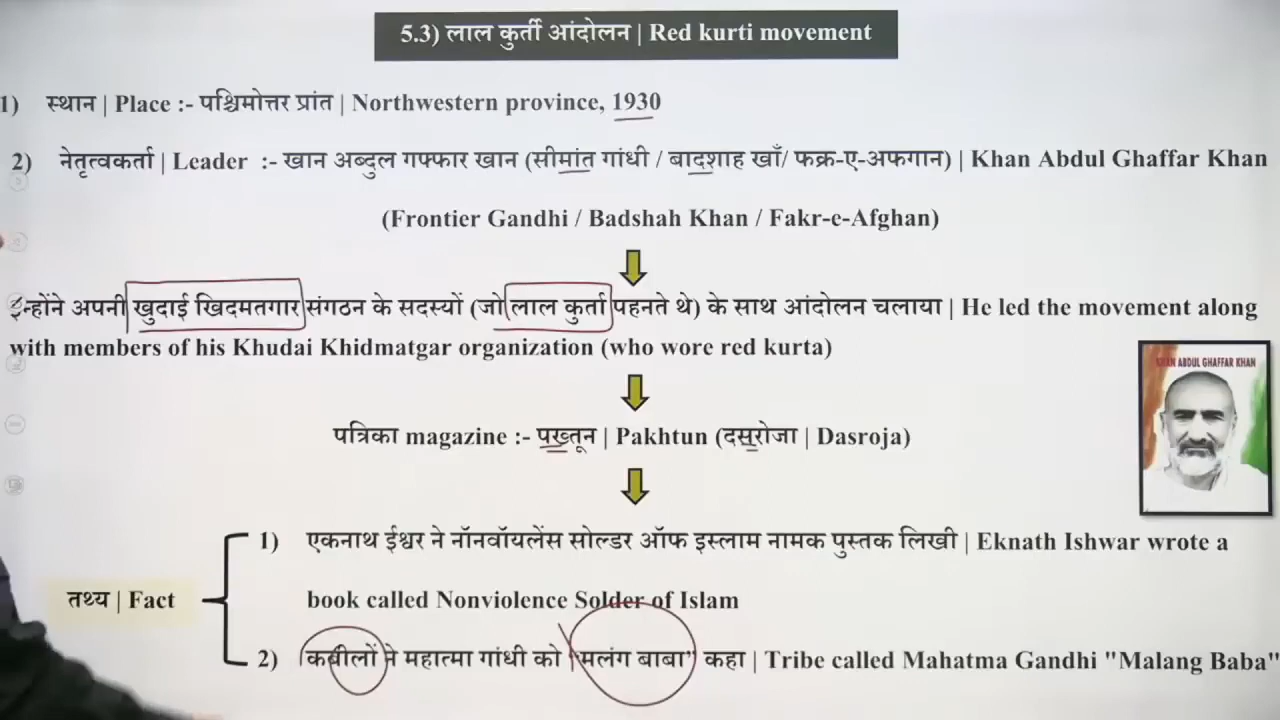 5.3) लाल कुर्ती आंदोलन | Red kurti movement
1) स्थान | Place :- पश्चिमोत्तर प्रांत | Northwestern province, 1930
2) नेतृत्वकर्ता | Leader :- खान अब्दुल गफ्फार खान (सीमांत गांधी / बादशाह खाँ/ फक्र-ए-अफगान) | Khan Abdul Ghaffar Khan
(Frontier Gandhi / Badshah Khan / Fakr-e-Afghan)
इन्होंने अपनी खुदाई खिदमतगार संगठन के सदस्यों (जो लाल कुर्ता पहनते थे) के साथ आंदोलन चलाया | He led the movement along
with members of his Khudai Khidmatgar organization (who wore red kurta)
KHAN ABDUL GHAFFAR KHAN
पत्रिका magazine :- पख्तून | Pakhtun (दसरोजा | Dasroja)
1) एकनाथ ईश्वर ने नॉनवॉयलेंस सोल्डर ऑफ इस्लाम नामक पुस्तक लिखी | Eknath Ishwar wrote a
तथ्य | Fact
book called Nonviolence Solder of Islam
2) कबीलों ने महात्मा गांधी को "मलंग बाबा" कहा | Tribe called Mahatma Gandhi "Malang Baba"